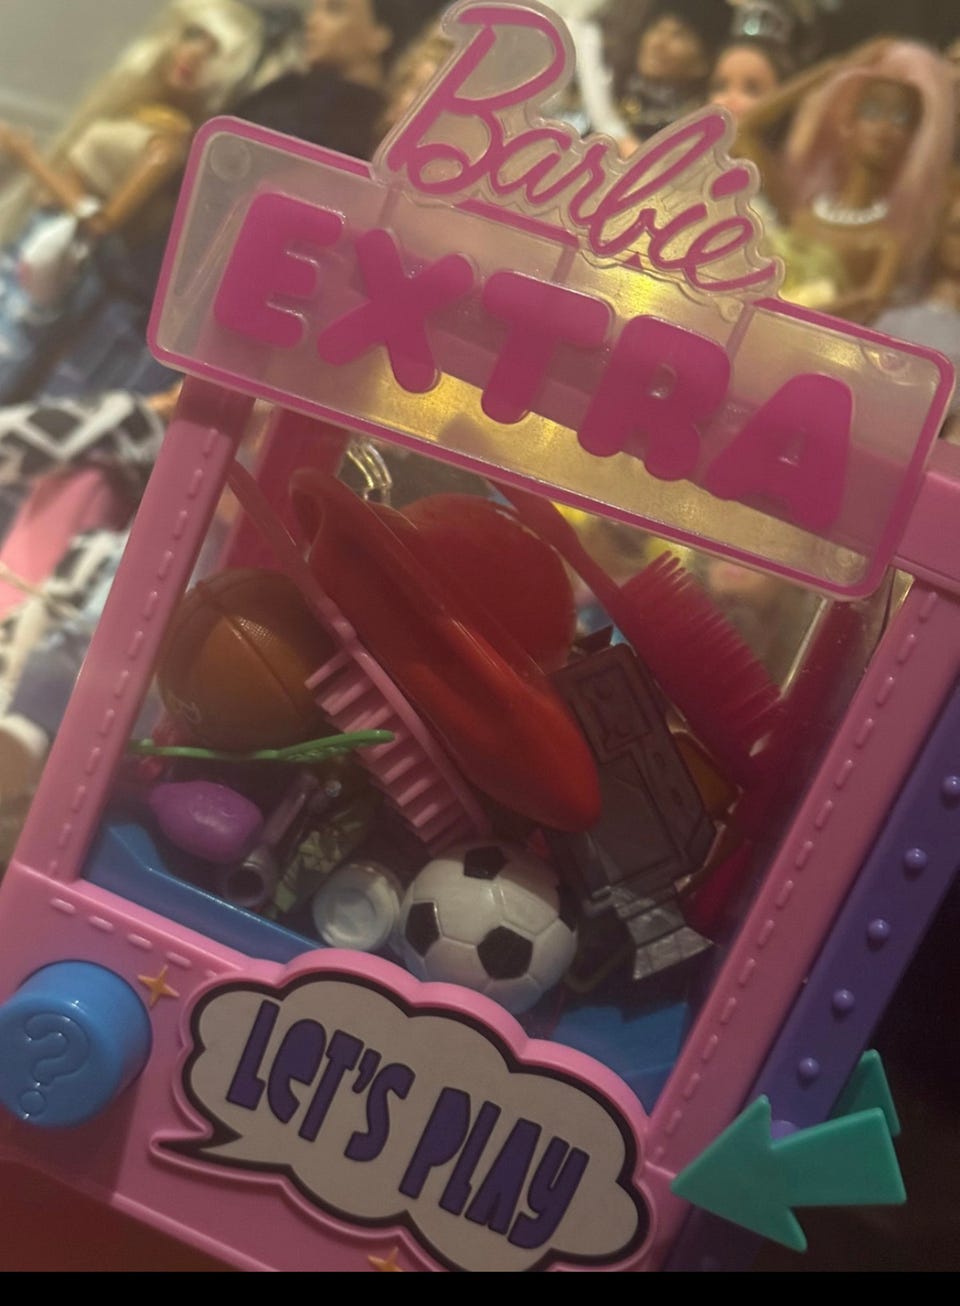 Barbie
EXTRA
?
LET'S PLAY